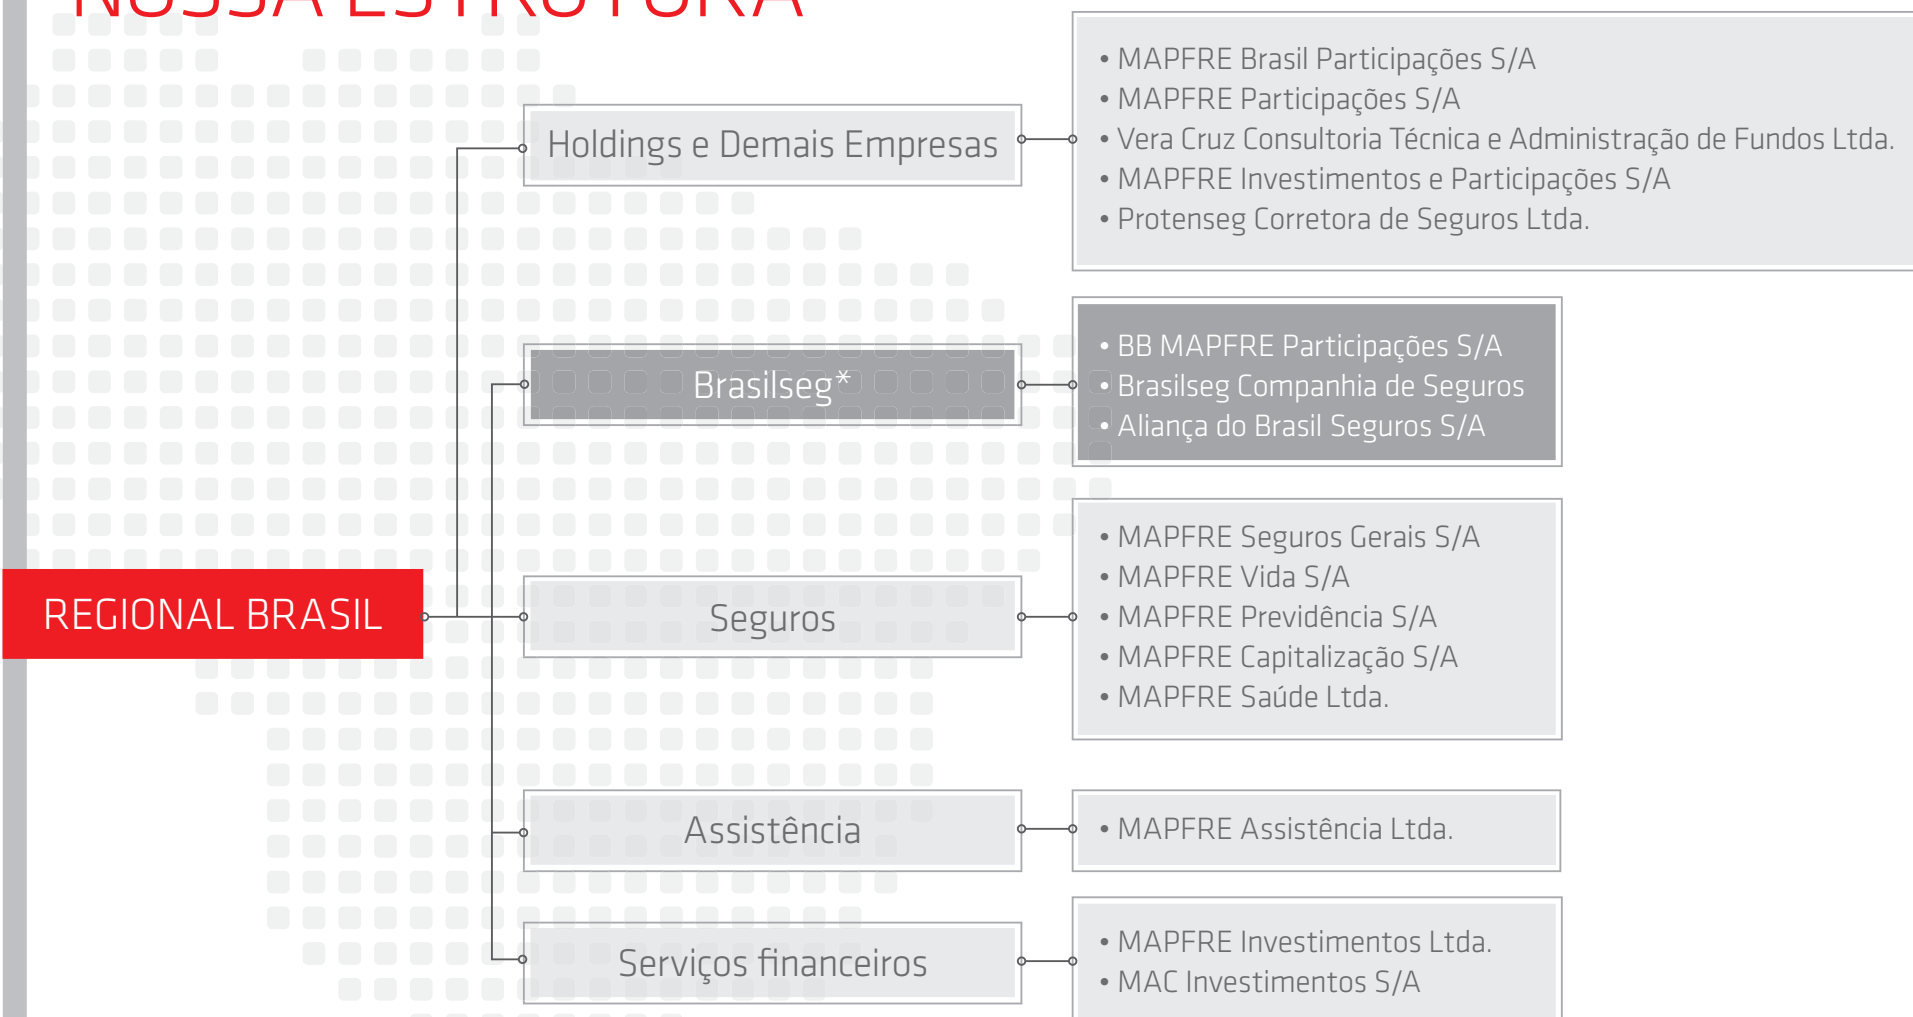 NOSSA ESTRUTURA
Holdings e Demais Empresas
• MAPFRE Brasil Participações S/A
• MAPFRE Participações S/A
• Vera Cruz Consultoria Técnica e Administração de Fundos Ltda.
• MAPFRE Investimentos e Participações S/A
• Protenseg Corretora de Seguros Ltda.
Brasilseg*
• BB MAPFRE Participações S/A
• Brasilseg Companhia de Seguros
• Aliança do Brasil Seguros S/A
REGIONAL BRASIL
Seguros
• MAPFRE Seguros Gerais S/A
• MAPFRE Vida S/A
• MAPFRE Previdência S/A
• MAPFRE Capitalização S/A
• MAPFRE Saúde Ltda.
Assistência
• MAPFRE Assistência Ltda.
Serviços financeiros
• MAPFRE Investimentos Ltda.
• MAC Investimentos S/A